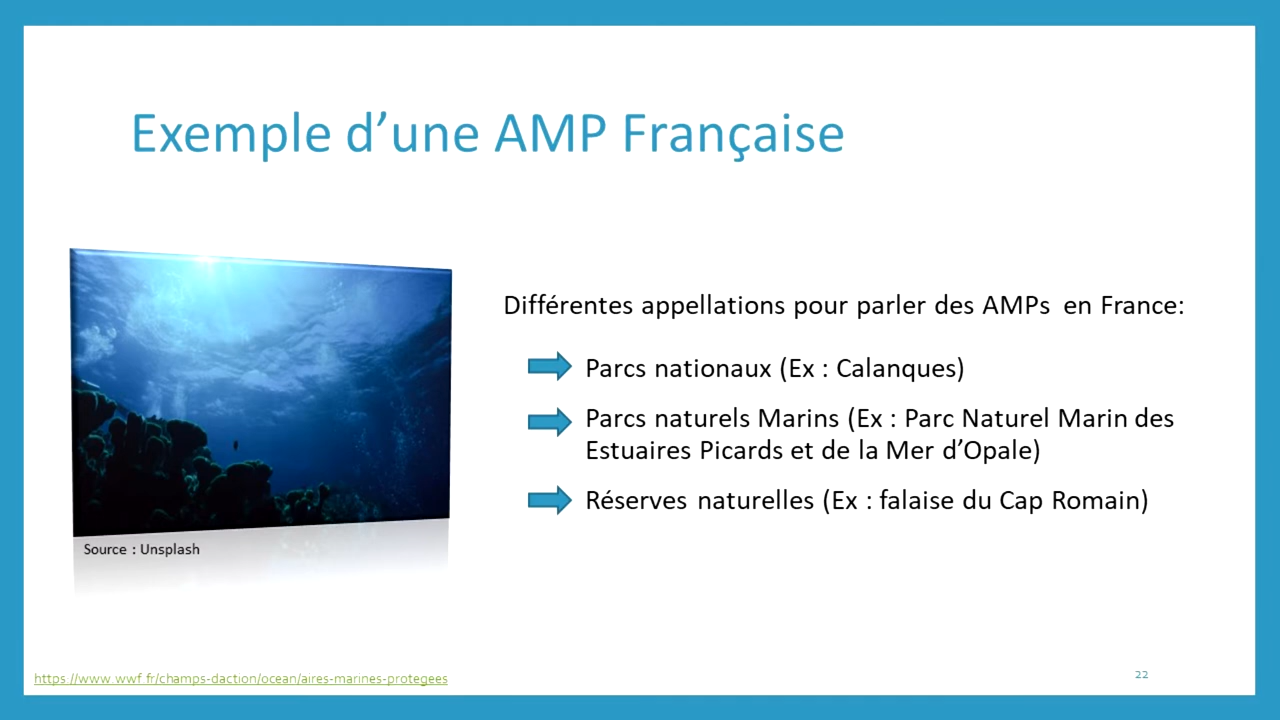 Exemple d’une AMP Française
Différentes appellations pour parler des AMPs en France:
Parcs nationaux (Ex : Calanques)
Parcs naturels Marins (Ex : Parc Naturel Marin des
Estuaires Picards et de la Mer d’Opale)
Réserves naturelles (Ex : falaise du Cap Romain)
Source : Unsplash
https://www.wwf.fr/champs-daction/ocean/aires-marines-protegees
22